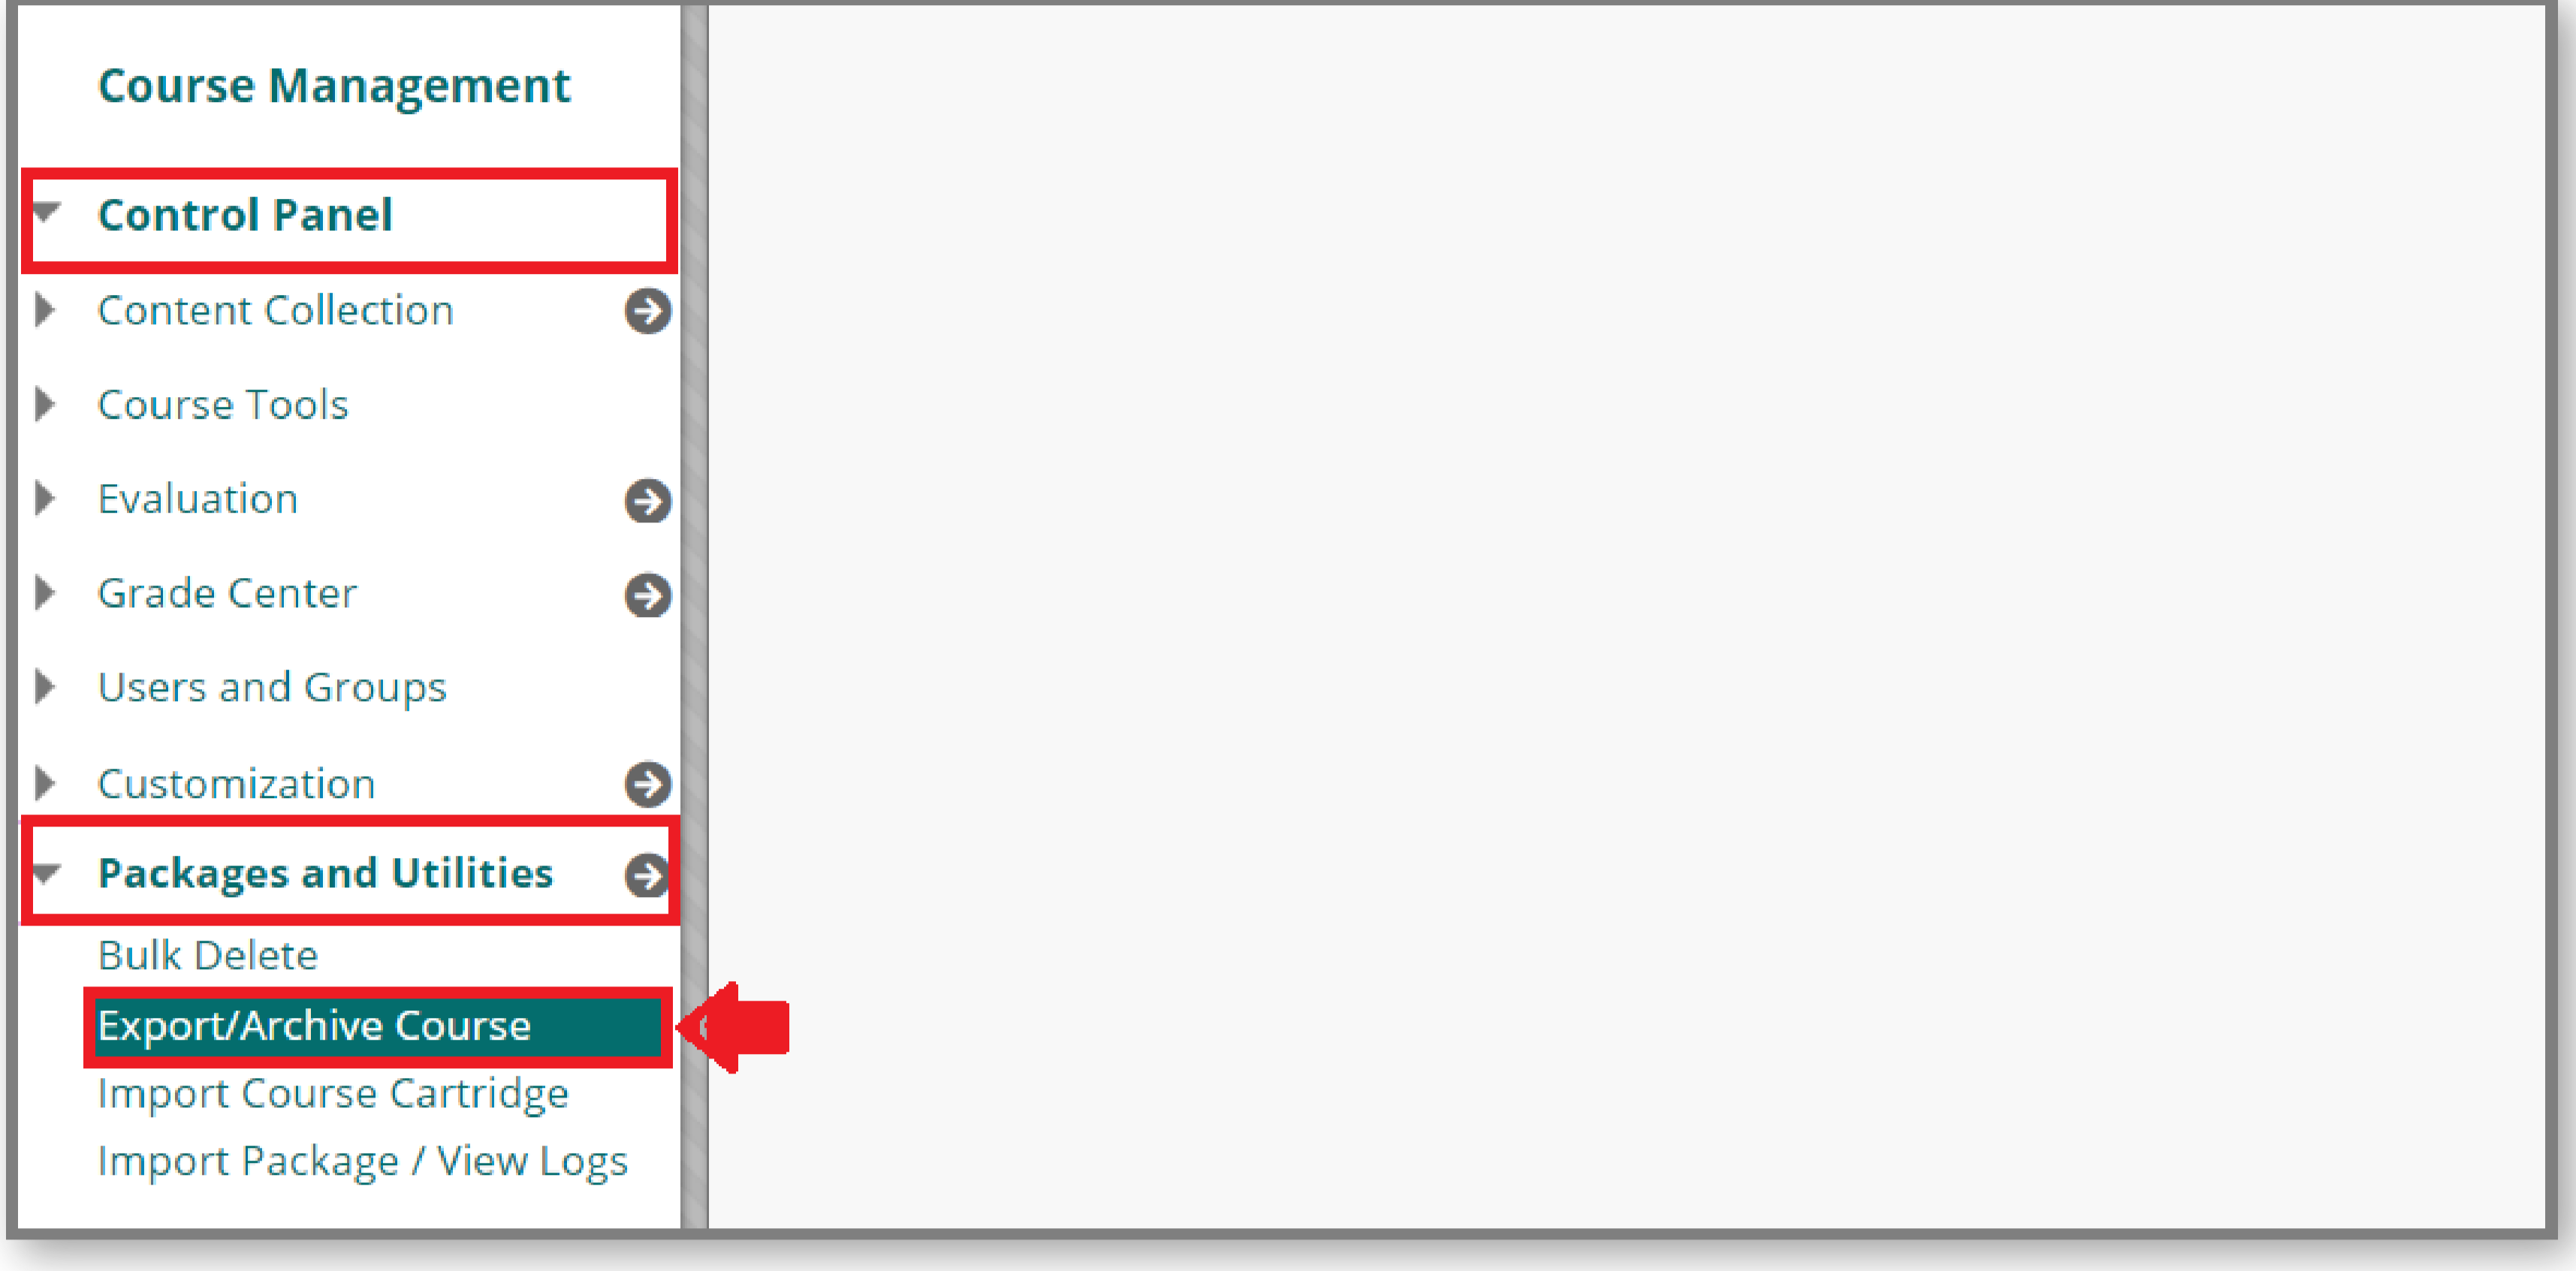 Course Management
Control Panel
Content Collection
Course Tools
Evaluation
Grade Center
Users and Groups
Customization
Packages and Utilities
Bulk Delete
Export/Archive Course
Import Course Cartridge
Import Package / View Logs